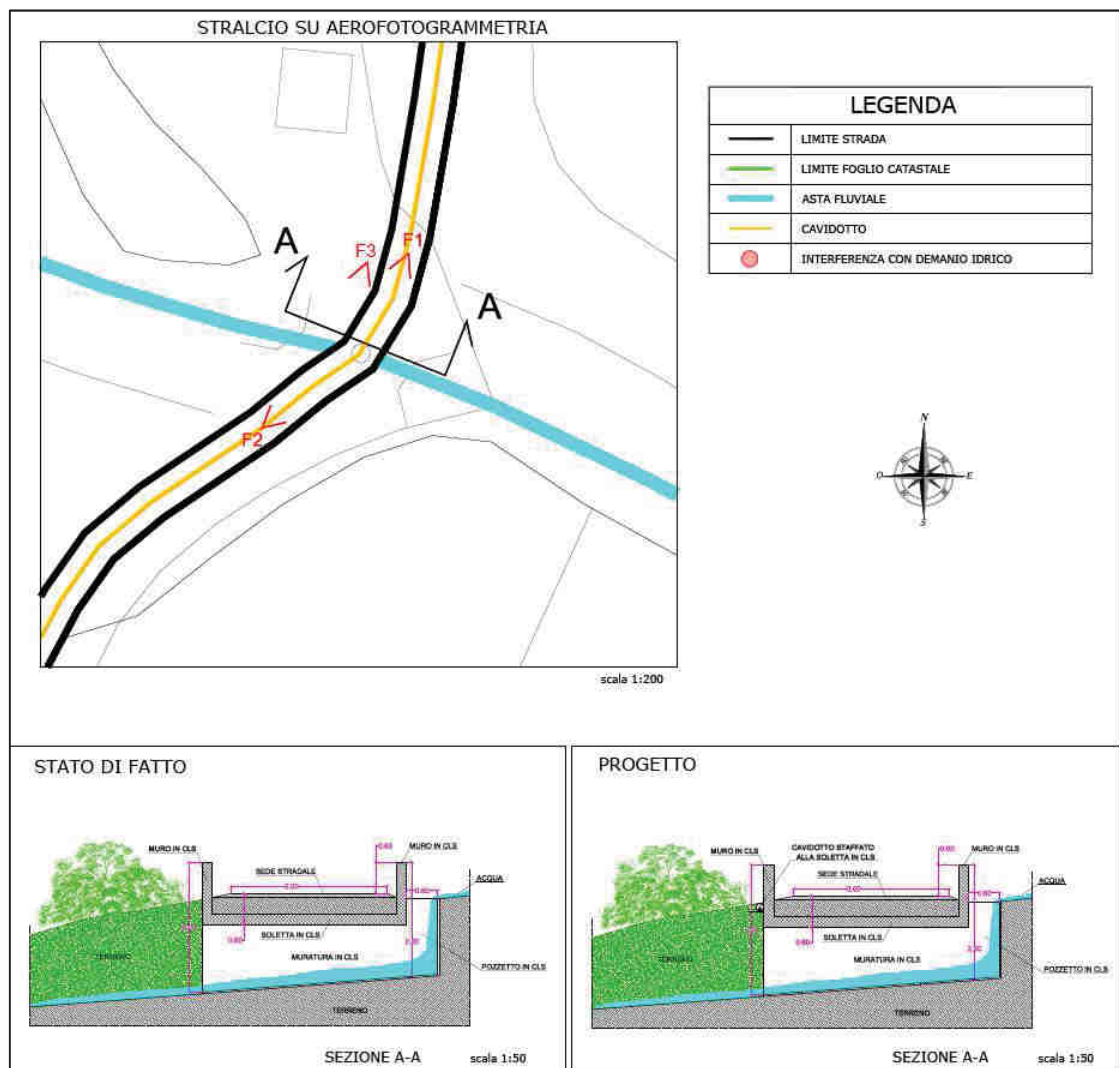 STRALCIO SU AEROFOTOGRAMMETRIA
A
F3
F1
A
F2
scala 1:200
LEGENDA
LIMITE STRADA
LIMITE FOGLIO CATASTALE
ASTA FLUVIALE
CAVIDOTTO
INTERFERENZA CON DEMANIO IDRICO
N
O
E
S
STATO DI FATTO
MURO IN CLS
MURO IN CLS
SEDE STRADALE
ACQUA
SOLETTA IN CLS
TERRENO
MURATURA IN CLS
POZZETTO IN CLS
TERRENO
SEZIONE A-A
scala 1:50
PROGETTO
MURO IN CLS
CAVIDOTTO STAFFATO
ALLA SOLETTA IN CLS
MURO IN CLS
SEDE STRADALE
ACQUA
SOLETTA IN CLS
TERRENO
MURATURA IN CLS
POZZETTO IN CLS
TERRENO
SEZIONE A-A
scala 1:50